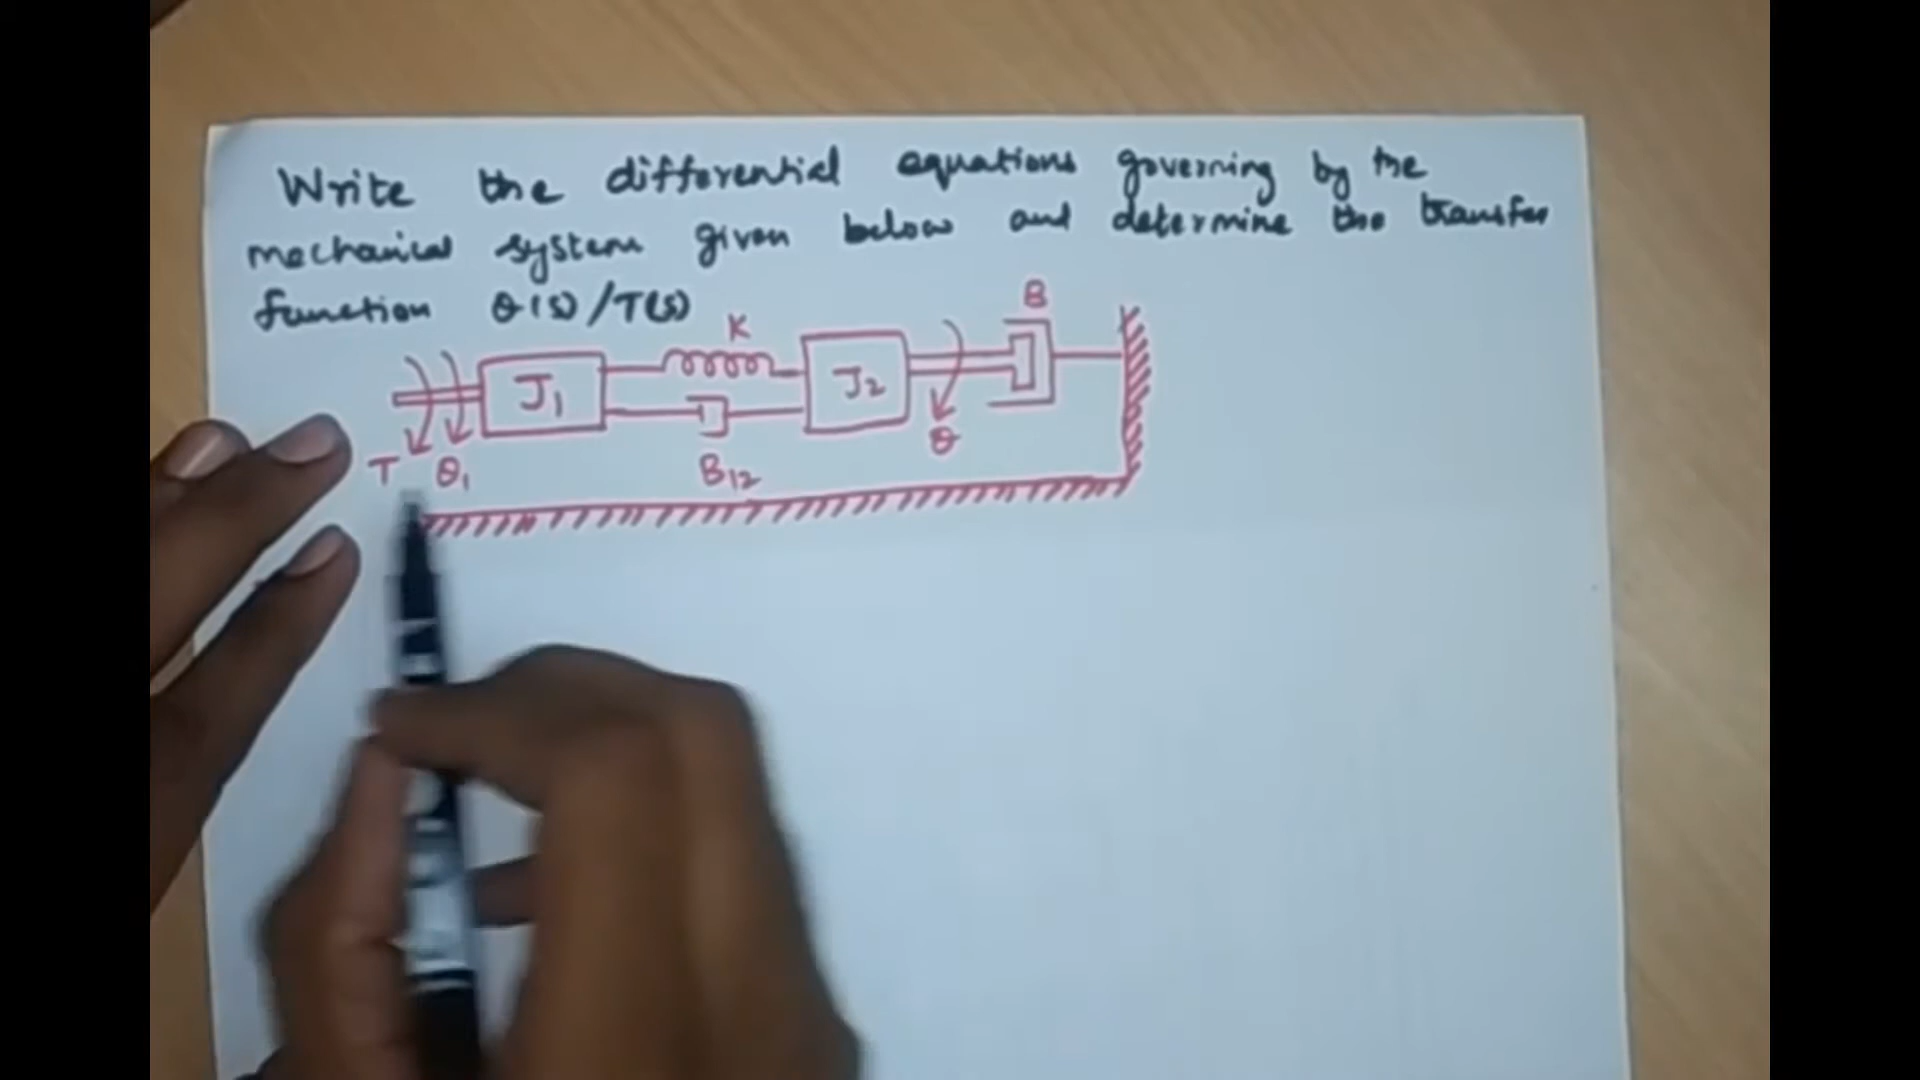 Write the differential equations governing by the
mechanical system given below and determine the transfer
function θ(s)/T(s)
K
B
J1
J2
T
θ1
B12
θ